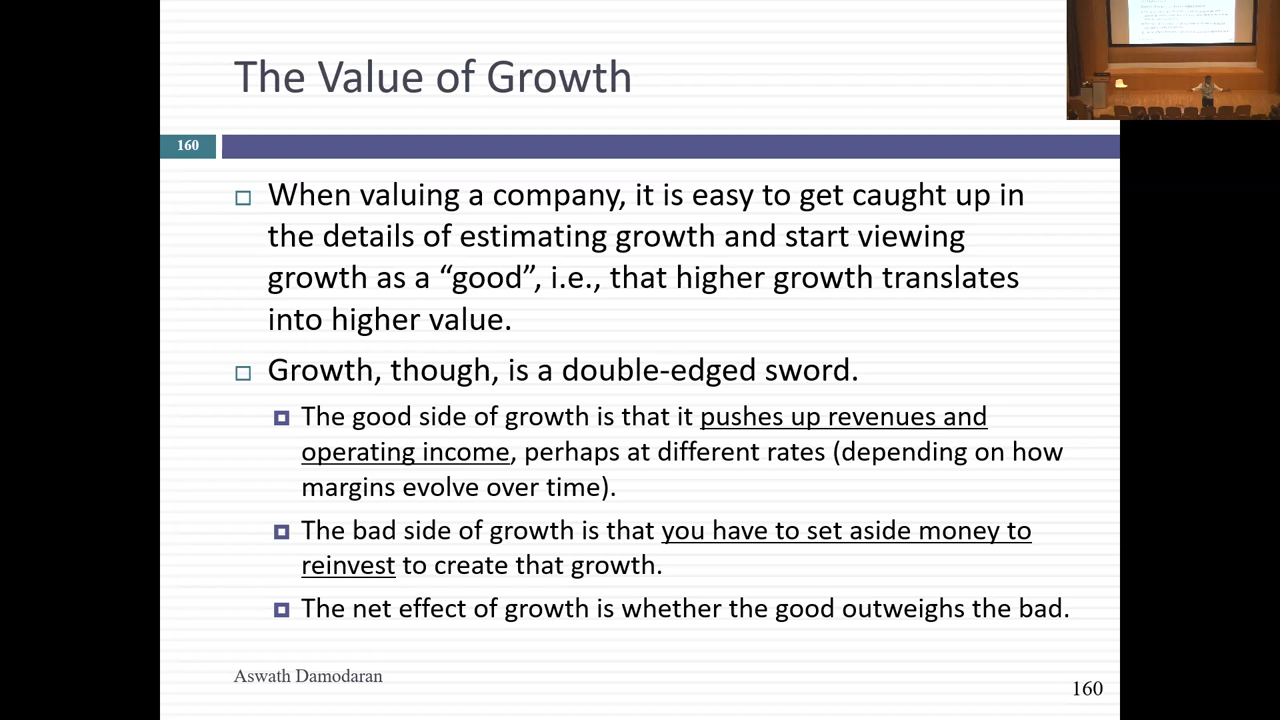 The Value of Growth
160
When valuing a company, it is easy to get caught up in
the details of estimating growth and start viewing
growth as a “good”, i.e., that higher growth translates
into higher value.
Growth, though, is a double-edged sword.
The good side of growth is that it pushes up revenues and
operating income, perhaps at different rates (depending on how
margins evolve over time).
The bad side of growth is that you have to set aside money to
reinvest to create that growth.
The net effect of growth is whether the good outweighs the bad.
Aswath Damodaran
160